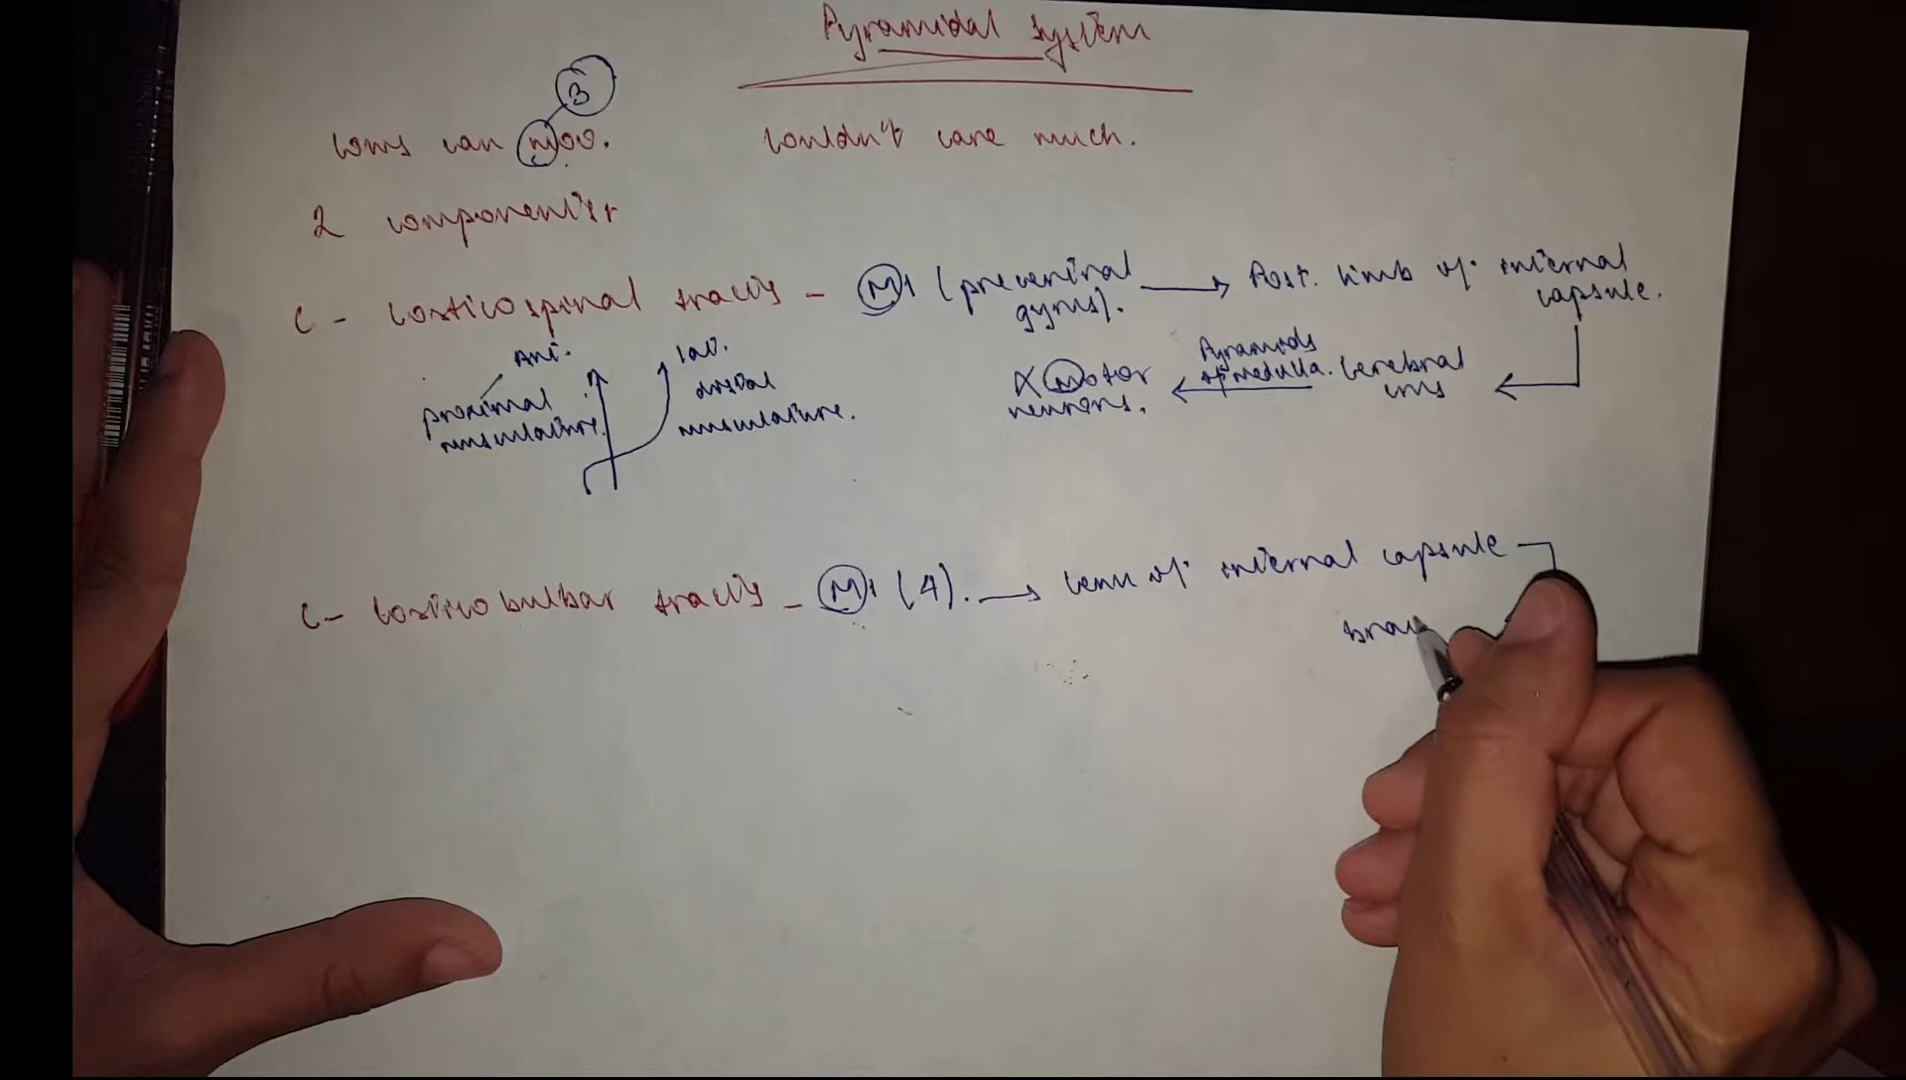 Pyramidal system
3
Cows can moo. Couldn't care much.
2 components:
C - Corticospinal tracts - M1 (precentral gyrus). → Post. limb of internal capsule.
Ant. Lat.
proximal musculature. distal musculature.
α Motor neurons. ← Pyramids of medulla. Cerebral crus ←
C - Corticobulbar tracts - M1 (4). → Genu of internal capsule